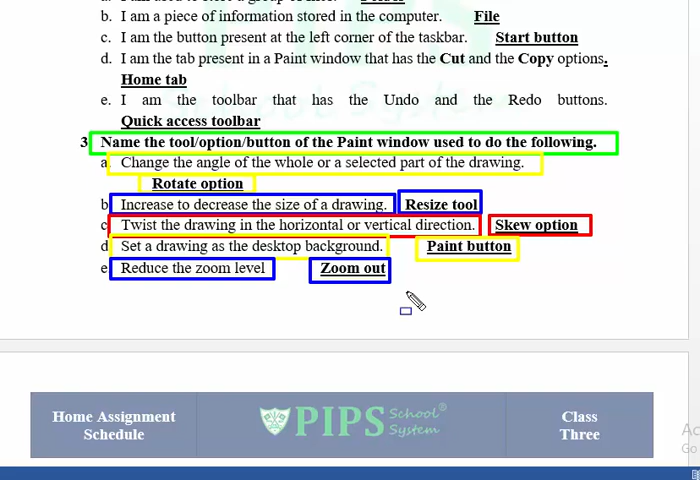 b. I am a piece of information stored in the computer. File
c. I am the button present at the left corner of the taskbar. Start button
d. I am the tab present in a Paint window that has the Cut and the Copy options.
Home tab
e. I am the toolbar that has the Undo and the Redo buttons.
Quick access toolbar
3 Name the tool/option/button of the Paint window used to do the following.
a. Change the angle of the whole or a selected part of the drawing.
Rotate option
b Increase to decrease the size of a drawing. Resize tool
c Twist the drawing in the horizontal or vertical direction. Skew option
d Set a drawing as the desktop background. Paint button
e Reduce the zoom level Zoom out
Home Assignment
Schedule
PIPS School® System
Class
Three
Go